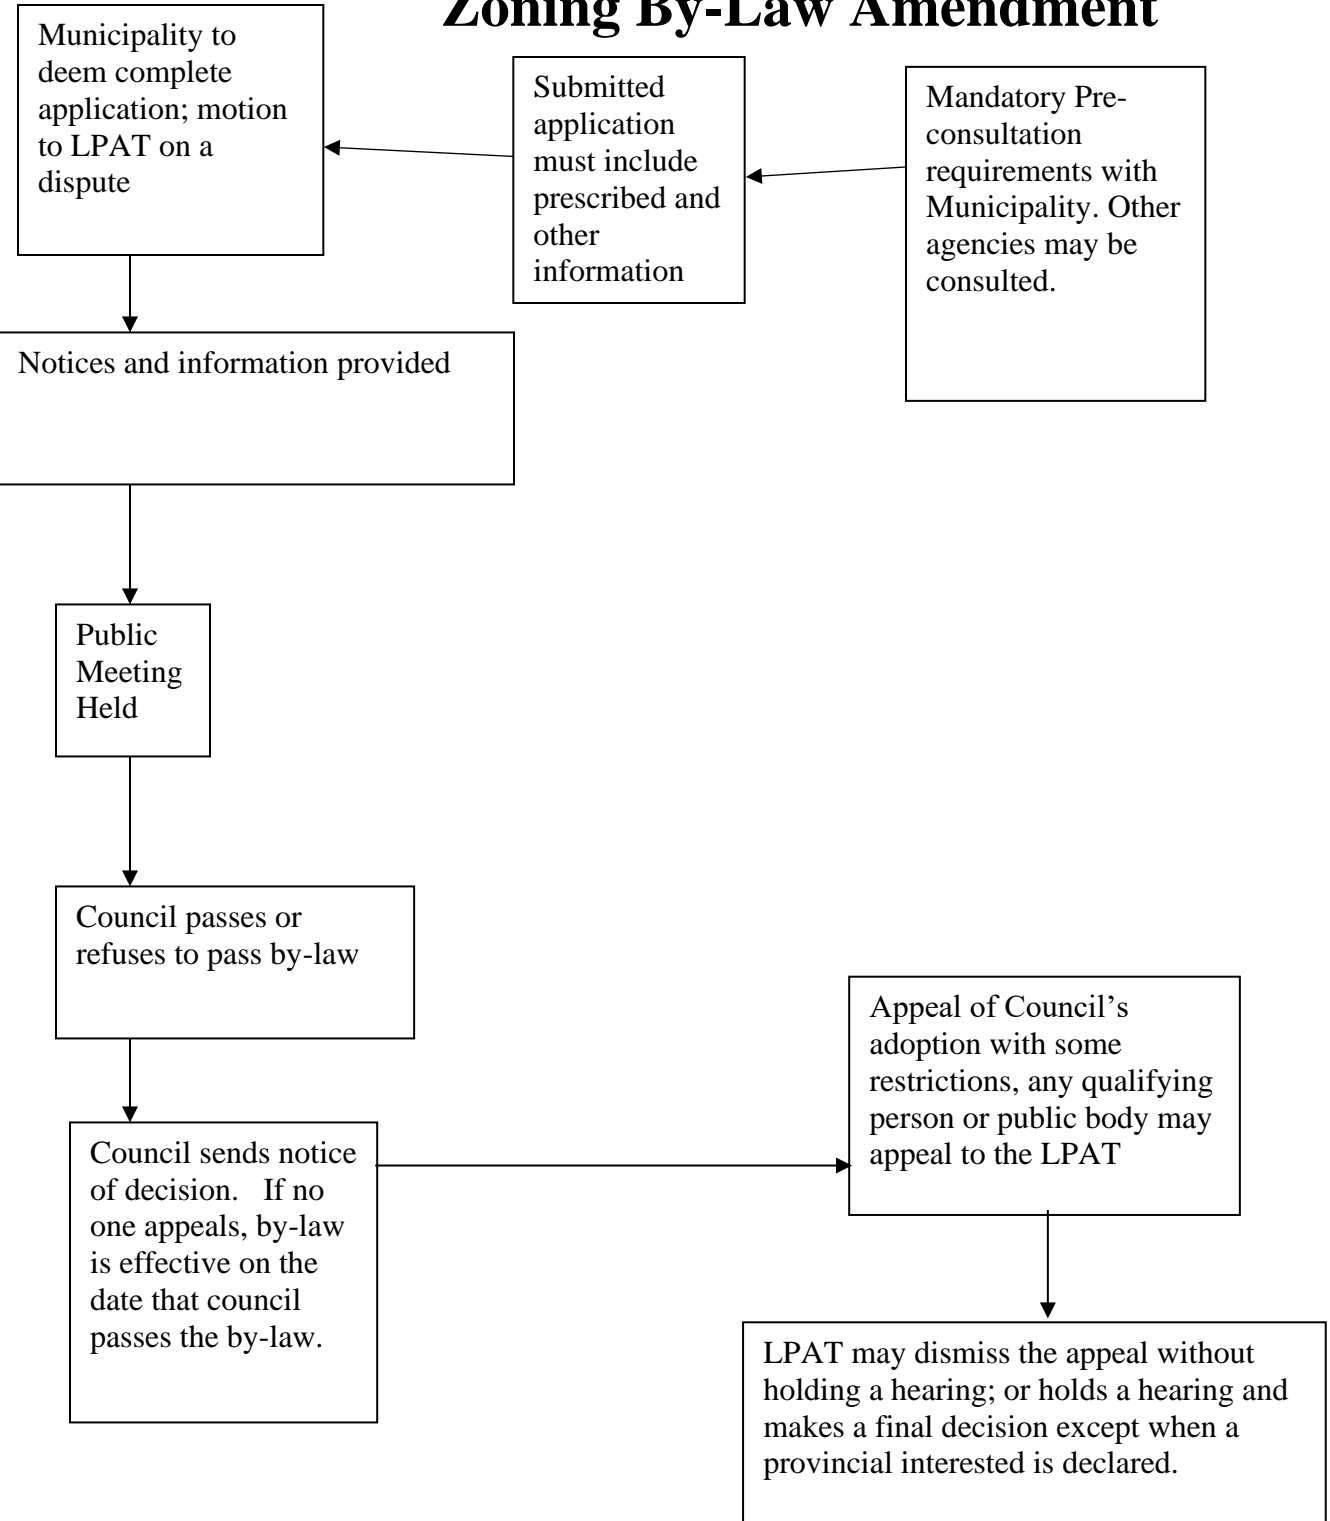 Zoning By-Law Amendment
Municipality to
deem complete
application; motion
to LPAT on a
dispute
Submitted
application
must include
prescribed and
other
information
Mandatory Pre-
consultation
requirements with
Municipality. Other
agencies may be
consulted.
Notices and information provided
Public
Meeting
Held
Council passes or
refuses to pass by-law
Council sends notice
of decision.   If no
one appeals, by-law
is effective on the
date that council
passes the by-law.
Appeal of Council’s
adoption with some
restrictions, any qualifying
person or public body may
appeal to the LPAT
LPAT may dismiss the appeal without
holding a hearing; or holds a hearing and
makes a final decision except when a
provincial interested is declared.